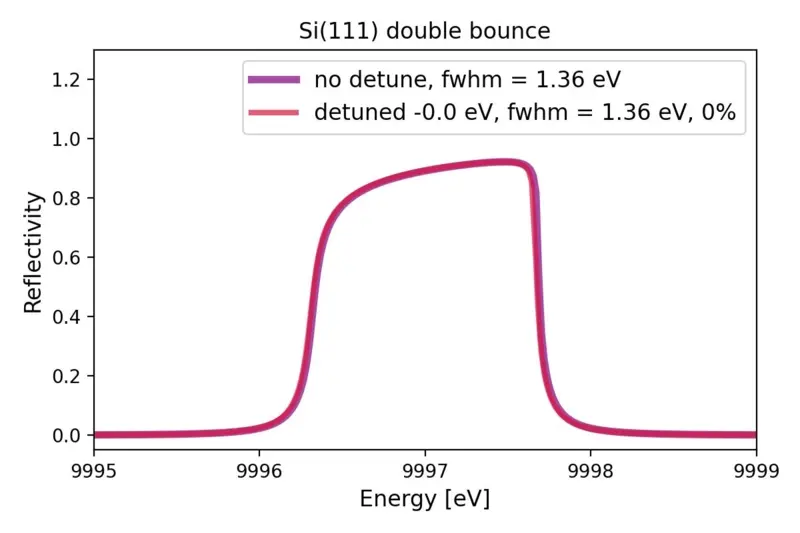 Si(111) double bounce
no detune, fwhm = 1.36 eV
detuned -0.0 eV, fwhm = 1.36 eV, 0%
Reflectivity
1.2
1.0
0.8
0.6
0.4
0.2
0.0
9995 9996 9997 9998 9999
Energy [eV]